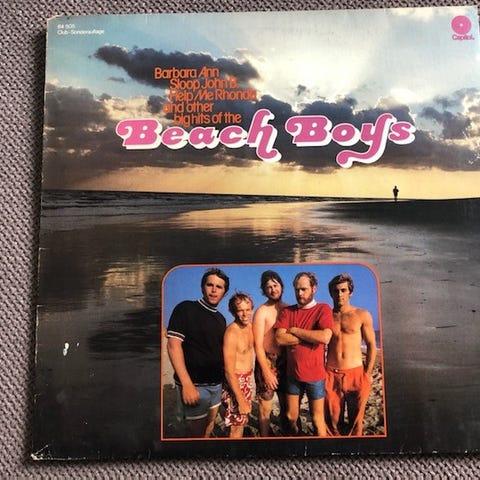 64 505
Club-Sonderauflage
Capitol
Barbara Ann
Sloop John B.
Help Me Rhonda
and other
big hits of the
Beach Boys